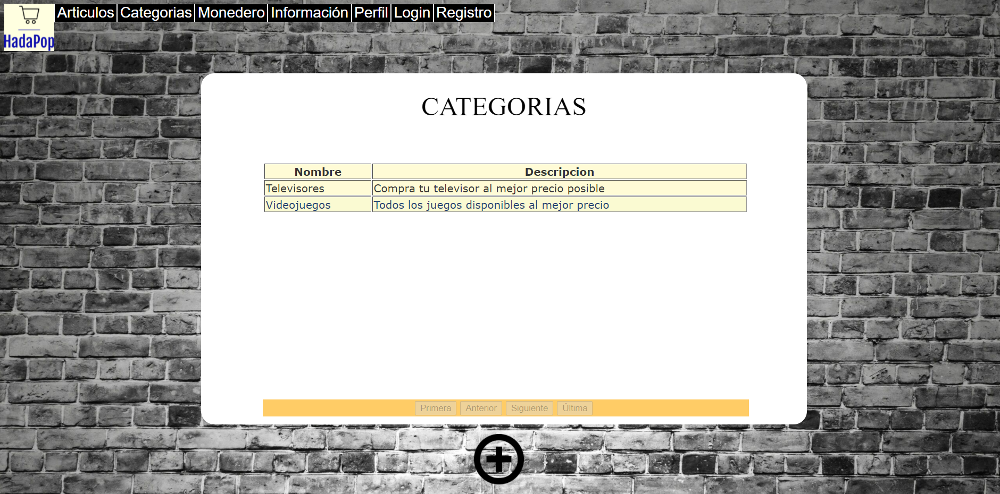 HadaPop
Articulos Categorias Monedero Información Perfil Login Registro
CATEGORIAS
Nombre Descripcion
Televisores Compra tu televisor al mejor precio posible
Videojuegos Todos los juegos disponibles al mejor precio
Primera Anterior Siguiente Última